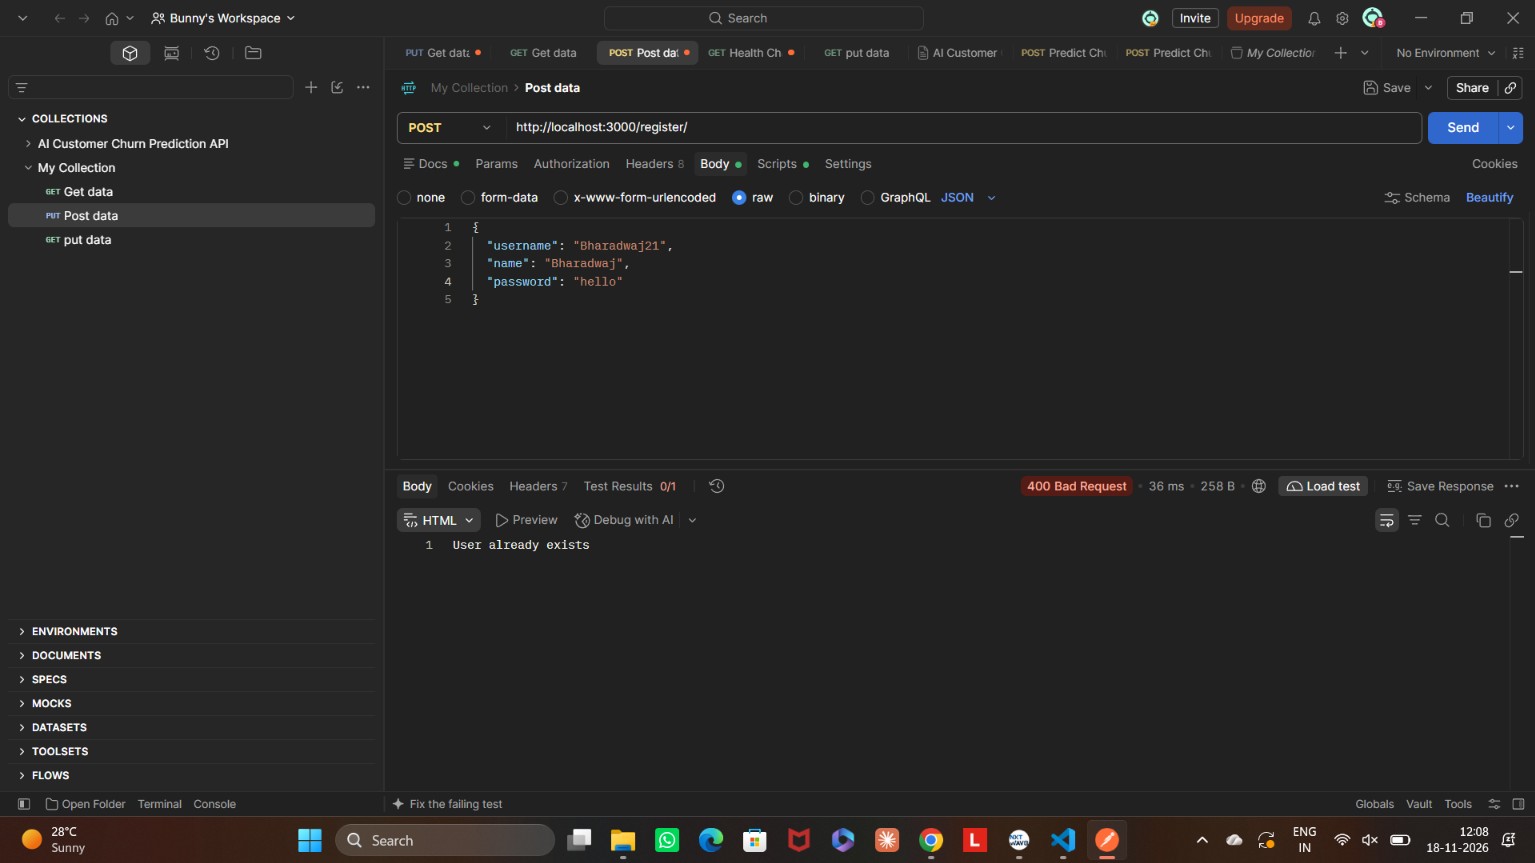 Bunny's Workspace
Search
Invite
Upgrade
PUT Get data
GET Get data
POST Post dat
GET Health Ch
GET put data
AI Customer
POST Predict Chu
POST Predict Chu
My Collection
No Environment
My Collection > Post data
Save
Share
COLLECTIONS
AI Customer Churn Prediction API
My Collection
GET Get data
PUT Post data
GET put data
POST
http://localhost:3000/register/
Send
Docs
Params
Authorization
Headers 8
Body
Scripts
Settings
Cookies
none
form-data
x-www-form-urlencoded
raw
binary
GraphQL
JSON
Schema
Beautify
1 {
2 "username": "Bharadwaj21",
3 "name": "Bharadwaj",
4 "password": "hello"
5 }
Body
Cookies
Headers 7
Test Results 0/1
400 Bad Request
36 ms
258 B
Load test
e.g. Save Response
HTML
Preview
Debug with AI
1 User already exists
ENVIRONMENTS
DOCUMENTS
SPECS
MOCKS
DATASETS
TOOLSETS
FLOWS
Open Folder
Terminal
Console
Fix the failing test
Globals
Vault
Tools
28°C
Sunny
Search
ENG
IN
12:08
18-11-2026